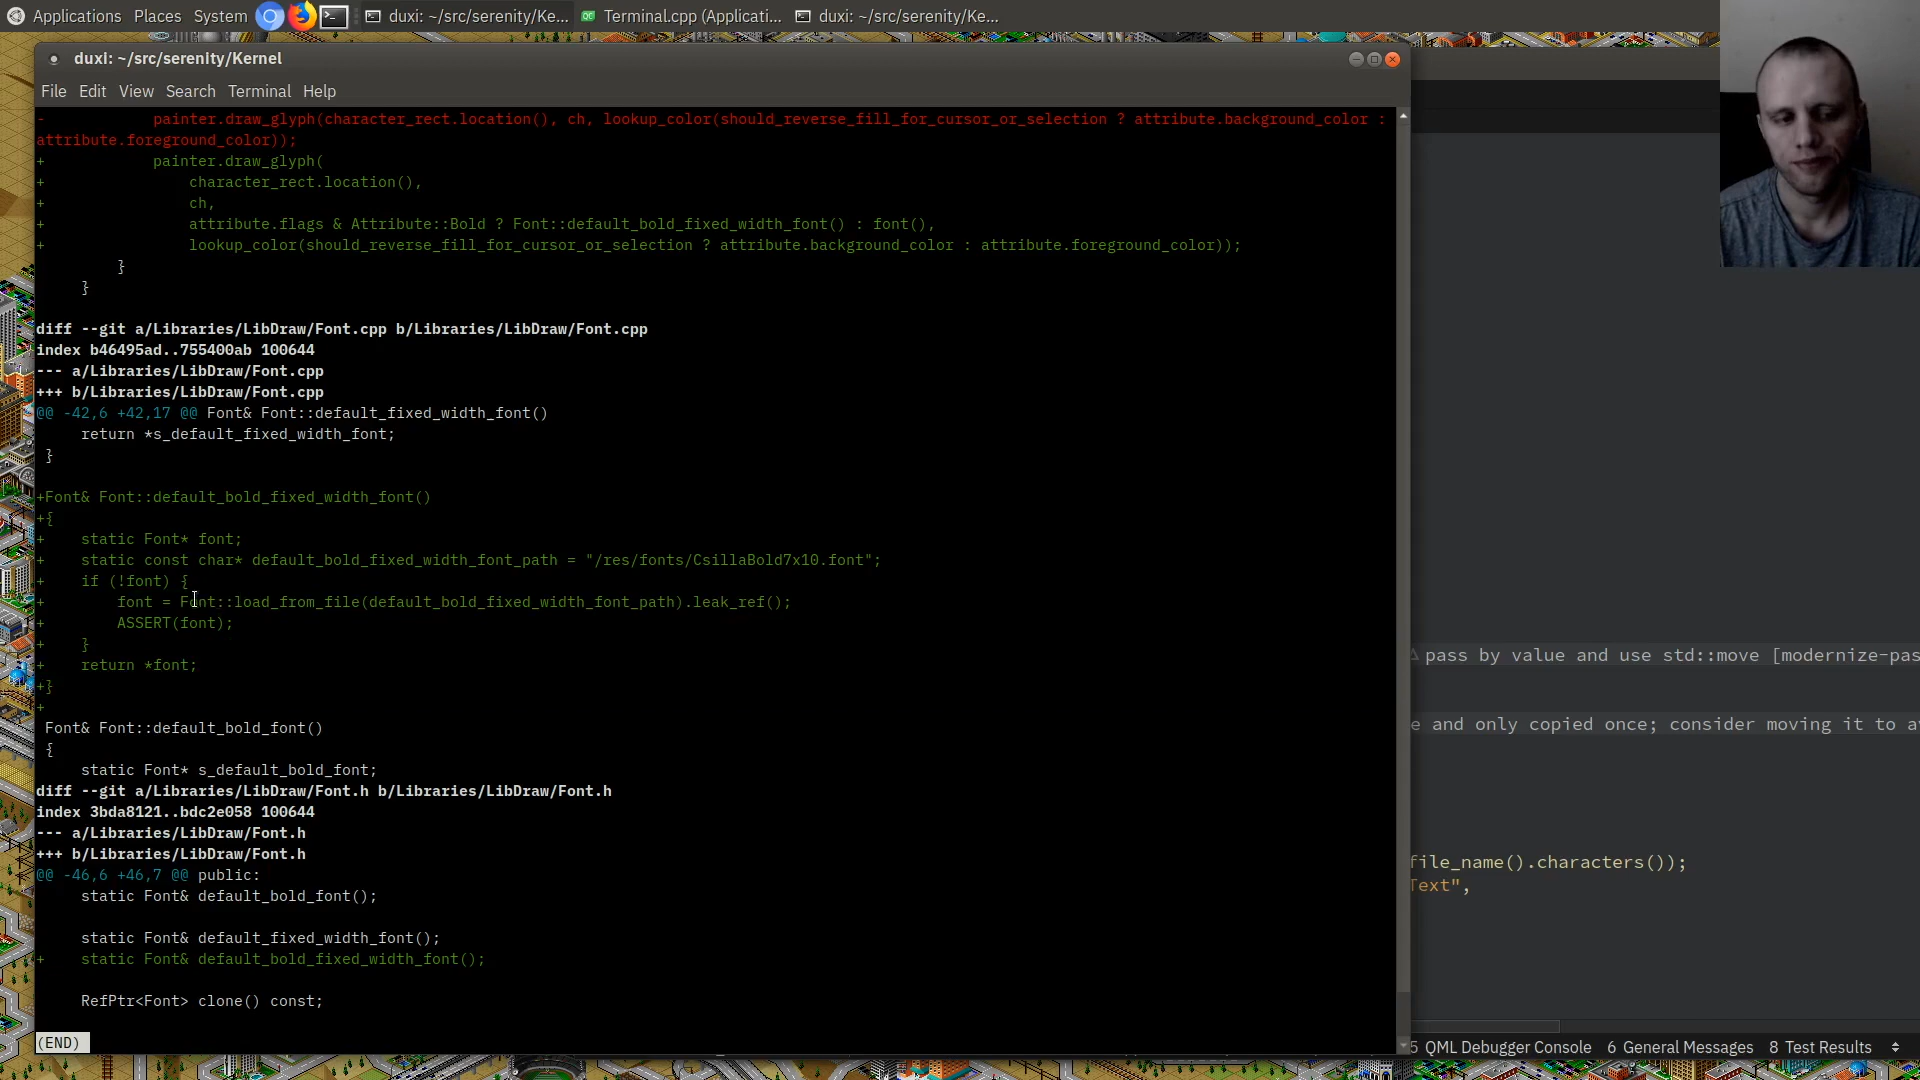 Applications Places System duxi: ~/src/serenity/Ke... Terminal.cpp (Applicati... duxi: ~/src/serenity/Ke...
duxi: ~/src/serenity/Kernel
File Edit View Search Terminal Help
- painter.draw_glyph(character_rect.location(), ch, lookup_color(should_reverse_fill_for_cursor_or_selection ? attribute.background_color :
attribute.foreground_color));
+ painter.draw_glyph(
+ character_rect.location(),
+ ch,
+ attribute.flags & Attribute::Bold ? Font::default_bold_fixed_width_font() : font(),
+ lookup_color(should_reverse_fill_for_cursor_or_selection ? attribute.background_color : attribute.foreground_color));
}
}
diff --git a/Libraries/LibDraw/Font.cpp b/Libraries/LibDraw/Font.cpp
index b46495ad..755400ab 100644
--- a/Libraries/LibDraw/Font.cpp
+++ b/Libraries/LibDraw/Font.cpp
@@ -42,6 +42,17 @@ Font& Font::default_fixed_width_font()
return *s_default_fixed_width_font;
}
+Font& Font::default_bold_fixed_width_font()
+{
+ static Font* font;
+ static const char* default_bold_fixed_width_font_path = "/res/fonts/CsillaBold7x10.font";
+ if (!font) {
+ font = Font::load_from_file(default_bold_fixed_width_font_path).leak_ref();
+ ASSERT(font);
+ }
+ return *font;
+}
+
Font& Font::default_bold_font()
{
static Font* s_default_bold_font;
diff --git a/Libraries/LibDraw/Font.h b/Libraries/LibDraw/Font.h
index 3bda8121..bdc2e058 100644
--- a/Libraries/LibDraw/Font.h
+++ b/Libraries/LibDraw/Font.h
@@ -46,6 +46,7 @@ public:
static Font& default_bold_font();
static Font& default_fixed_width_font();
+ static Font& default_bold_fixed_width_font();
RefPtr<Font> clone() const;
(END)
pass by value and use std::move [modernize-pas
e and only copied once; consider moving it to a
file_name().characters());
Text",
5 QML Debugger Console 6 General Messages 8 Test Results